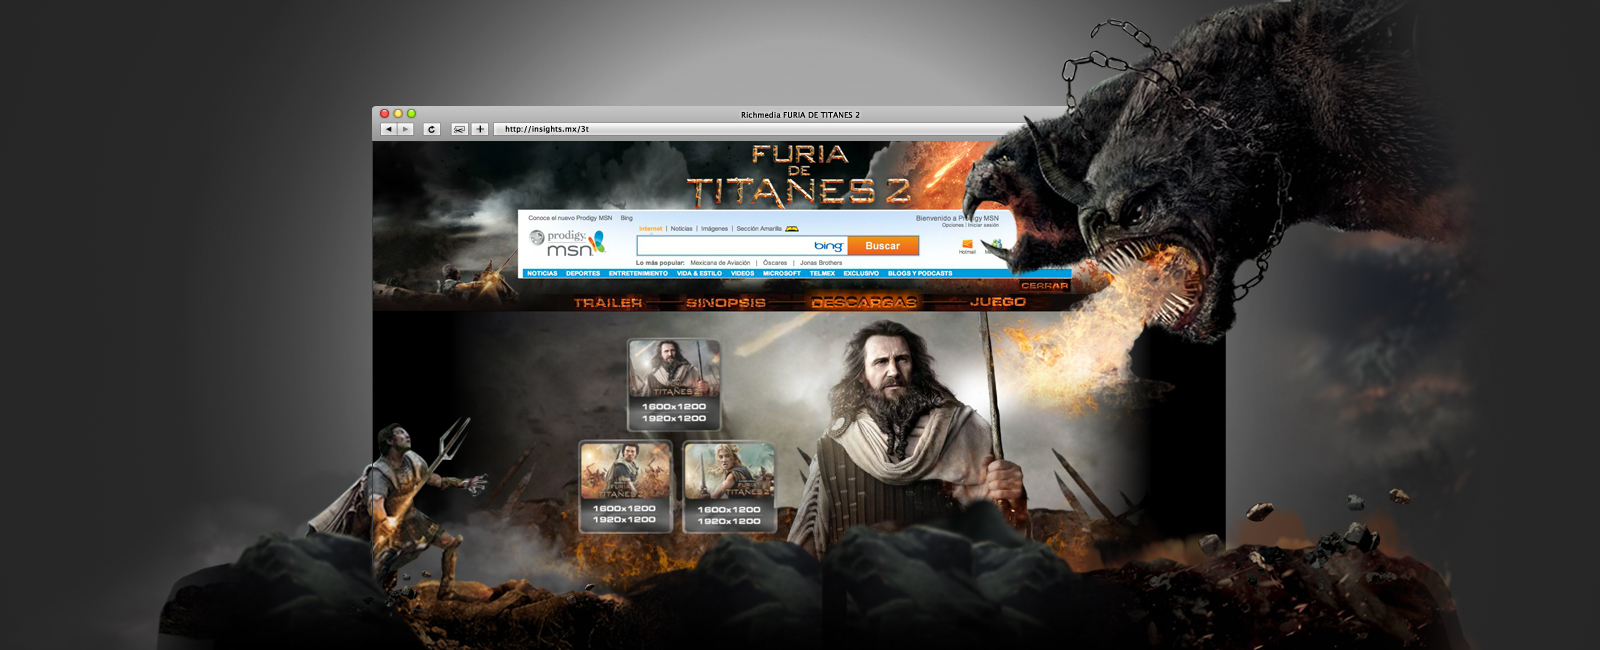 Richmedia FURIA DE TITANES 2
http://insights.mx/3t
FURIA
DE
TITANES 2
Conoce el nuevo Prodigy MSN Bing
Bienvenido a Prodigy MSN
Opciones | Iniciar sesión
prodigy
msn
Internet | Noticias | Imágenes | Sección Amarilla
bing Buscar
Hotmail
Lo más popular: Mexicana de Aviación | Óscares | Jonas Brothers
NOTICIAS DEPORTES ENTRETENIMIENTO VIDA & ESTILO VIDEOS MICROSOFT TELMEX EXCLUSIVO BLOGS Y PODCASTS
CERRAR
TRAILER SINOPSIS DESCARGAS JUEGO
TITANES 2
1600x1200
1920x1200
FURIA
TITANES 2
1600x1200
1920x1200
FURIA
TITANES 2
1600x1200
1920x1200